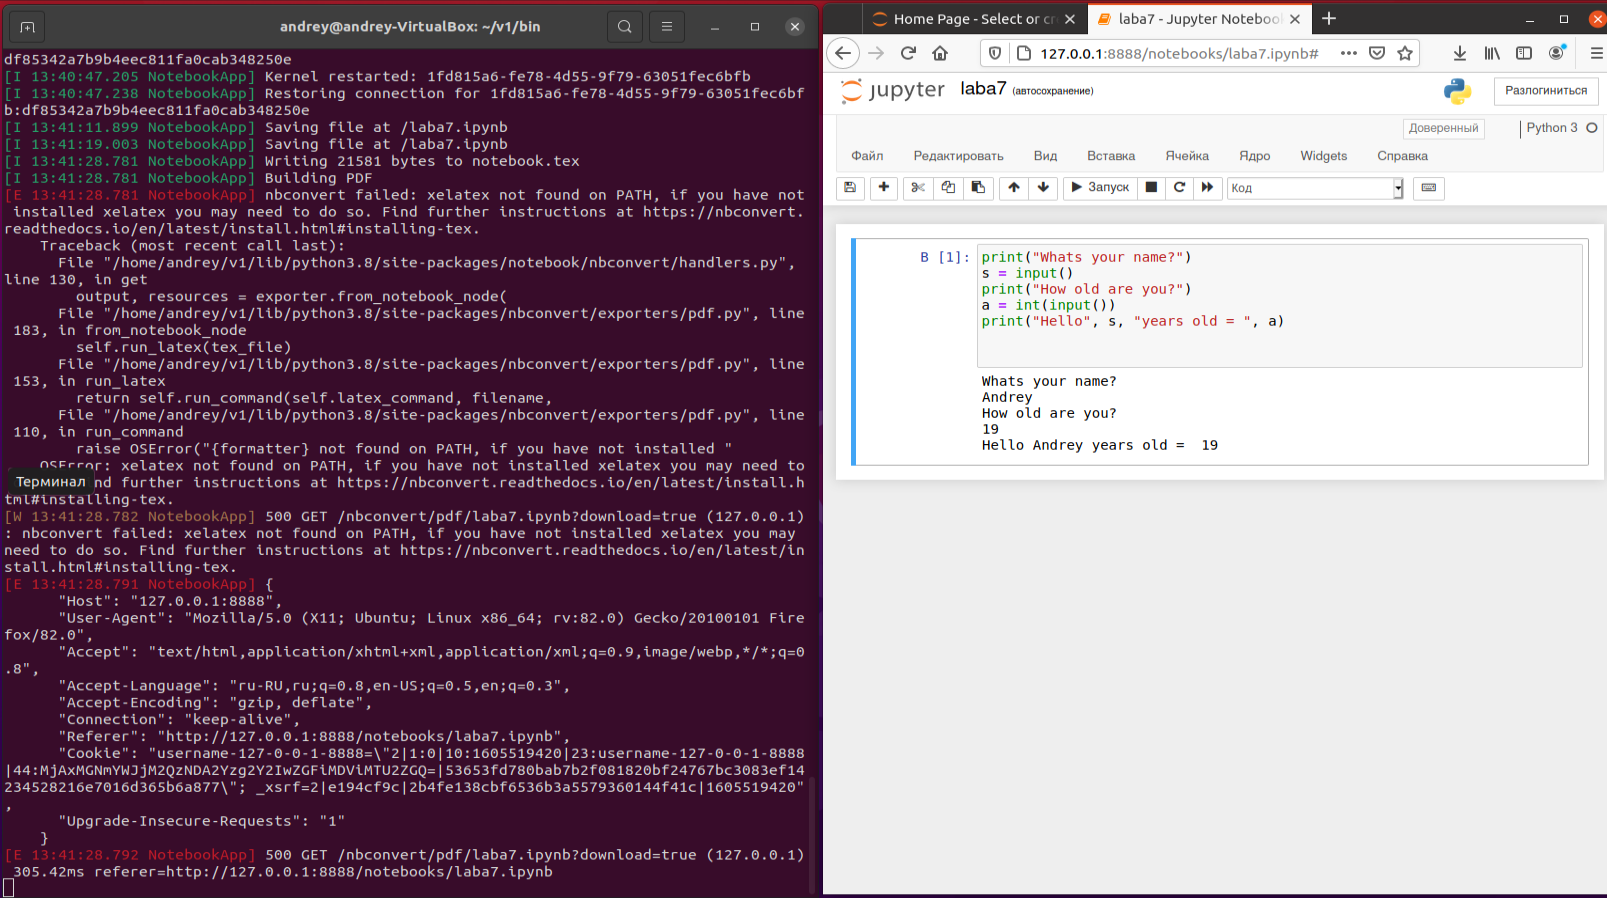 andrey@andrey-VirtualBox: ~/v1/bin
df85342a7b9b4eec811fa0cab348250e
[I 13:40:47.205 NotebookApp] Kernel restarted: 1fd815a6-fe78-4d55-9f79-63051fec6bfb
[I 13:40:47.238 NotebookApp] Restoring connection for 1fd815a6-fe78-4d55-9f79-63051fec6bf
b:df85342a7b9b4eec811fa0cab348250e
[I 13:41:11.899 NotebookApp] Saving file at /laba7.ipynb
[I 13:41:19.003 NotebookApp] Saving file at /laba7.ipynb
[I 13:41:28.781 NotebookApp] Writing 21581 bytes to notebook.tex
[I 13:41:28.781 NotebookApp] Building PDF
[E 13:41:28.781 NotebookApp] nbconvert failed: xelatex not found on PATH, if you have not
installed xelatex you may need to do so. Find further instructions at https://nbconvert.
readthedocs.io/en/latest/install.html#installing-tex.
Traceback (most recent call last):
File "/home/andrey/v1/lib/python3.8/site-packages/notebook/nbconvert/handlers.py",
line 130, in get
output, resources = exporter.from_notebook_node(
File "/home/andrey/v1/lib/python3.8/site-packages/nbconvert/exporters/pdf.py", line
183, in from_notebook_node
self.run_latex(tex_file)
File "/home/andrey/v1/lib/python3.8/site-packages/nbconvert/exporters/pdf.py", line
153, in run_latex
return self.run_command(self.latex_command, filename,
File "/home/andrey/v1/lib/python3.8/site-packages/nbconvert/exporters/pdf.py", line
110, in run_command
raise OSError("{formatter} not found on PATH, if you have not installed "
OSError: xelatex not found on PATH, if you have not installed xelatex you may need to
Терминал
nd further instructions at https://nbconvert.readthedocs.io/en/latest/install.h
tml#installing-tex.
[W 13:41:28.782 NotebookApp] 500 GET /nbconvert/pdf/laba7.ipynb?download=true (127.0.0.1)
: nbconvert failed: xelatex not found on PATH, if you have not installed xelatex you may
need to do so. Find further instructions at https://nbconvert.readthedocs.io/en/latest/in
stall.html#installing-tex.
[E 13:41:28.791 NotebookApp] {
"Host": "127.0.0.1:8888",
"User-Agent": "Mozilla/5.0 (X11; Ubuntu; Linux x86_64; rv:82.0) Gecko/20100101 Fire
fox/82.0",
"Accept": "text/html,application/xhtml+xml,application/xml;q=0.9,image/webp,*/*;q=0
.8",
"Accept-Language": "ru-RU,ru;q=0.8,en-US;q=0.5,en;q=0.3",
"Accept-Encoding": "gzip, deflate",
"Connection": "keep-alive",
"Referer": "http://127.0.0.1:8888/notebooks/laba7.ipynb",
"Cookie": "username-127-0-0-1-8888=\"2|1:0|10:1605519420|23:username-127-0-0-1-8888
|44:MjAxMGNmYWJjM2QzNDA2Yzg2Y2IwZGFiMDViMTU2ZGQ=|53653fd780bab7b2f081820bf24767bc3083ef14
234528216e7016d365b6a877\"; _xsrf=2|e194cf9c|2b4fe138cbf6536b3a5579360144f41c|1605519420"
,
"Upgrade-Insecure-Requests": "1"
}
[E 13:41:28.792 NotebookApp] 500 GET /nbconvert/pdf/laba7.ipynb?download=true (127.0.0.1)
305.42ms referer=http://127.0.0.1:8888/notebooks/laba7.ipynb
Home Page - Select or cr
laba7 - Jupyter Noteboo
127.0.0.1:8888/notebooks/laba7.ipynb#
jupyter laba7 (автосохранение)
Разлогиниться
Доверенный
Python 3
Файл Редактировать Вид Вставка Ячейка Ядро Widgets Справка
Запуск
Код
В [1]:
print("Whats your name?")
s = input()
print("How old are you?")
a = int(input())
print("Hello", s, "years old = ", a)
Whats your name?
Andrey
How old are you?
19
Hello Andrey years old =  19